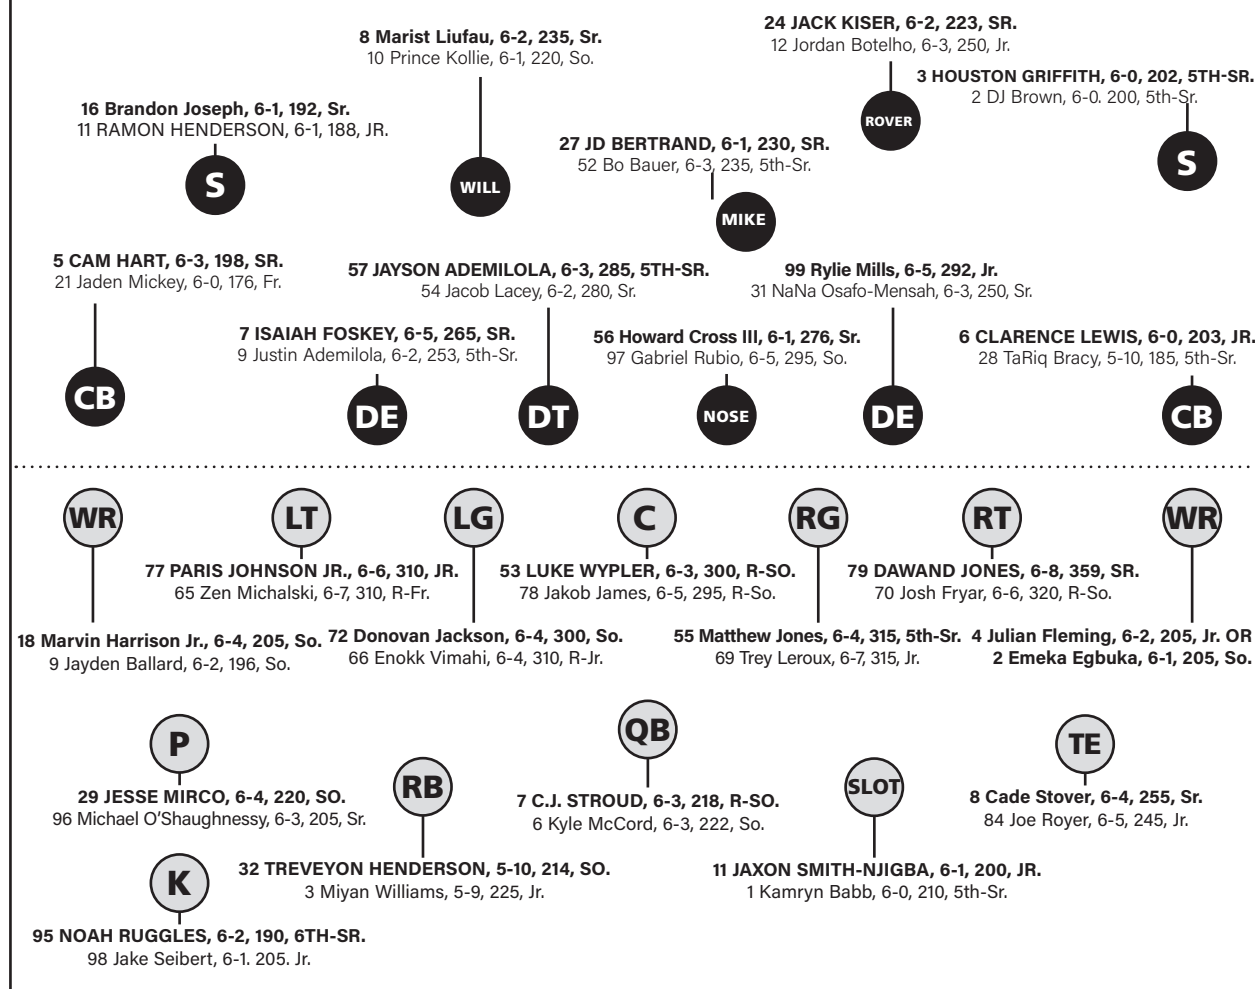 24 JACK KISER, 6-2, 223, SR.
12 Jordan Botelho, 6-3, 250, Jr.
ROVER
8 Marist Liufau, 6-2, 235, Sr.
10 Prince Kollie, 6-1, 220, So.
WILL
3 HOUSTON GRIFFITH, 6-0, 202, 5TH-SR.
2 DJ Brown, 6-0. 200, 5th-Sr.
S
16 Brandon Joseph, 6-1, 192, Sr.
11 RAMON HENDERSON, 6-1, 188, JR.
S
27 JD BERTRAND, 6-1, 230, SR.
52 Bo Bauer, 6-3, 235, 5th-Sr.
MIKE
5 CAM HART, 6-3, 198, SR.
21 Jaden Mickey, 6-0, 176, Fr.
CB
7 ISAIAH FOSKEY, 6-5, 265, SR.
9 Justin Ademilola, 6-2, 253, 5th-Sr.
DE
57 JAYSON ADEMILOLA, 6-3, 285, 5TH-SR.
54 Jacob Lacey, 6-2, 280, Sr.
DT
56 Howard Cross III, 6-1, 276, Sr.
97 Gabriel Rubio, 6-5, 295, So.
NOSE
99 Rylie Mills, 6-5, 292, Jr.
31 NaNa Osafo-Mensah, 6-3, 250, Sr.
DE
6 CLARENCE LEWIS, 6-0, 203, JR.
28 TaRiq Bracy, 5-10, 185, 5th-Sr.
CB
WR
18 Marvin Harrison Jr., 6-4, 205, So.
9 Jayden Ballard, 6-2, 196, So.
LT
77 PARIS JOHNSON JR., 6-6, 310, JR.
65 Zen Michalski, 6-7, 310, R-Fr.
LG
72 Donovan Jackson, 6-4, 300, So.
66 Enokk Vimahi, 6-4, 310, R-Jr.
C
53 LUKE WYPLER, 6-3, 300, R-SO.
78 Jakob James, 6-5, 295, R-So.
RG
55 Matthew Jones, 6-4, 315, 5th-Sr.
69 Trey Leroux, 6-7, 315, Jr.
RT
79 DAWAND JONES, 6-8, 359, SR.
70 Josh Fryar, 6-6, 320, R-So.
WR
4 Julian Fleming, 6-2, 205, Jr. OR
2 Emeka Egbuka, 6-1, 205, So.
P
29 JESSE MIRCO, 6-4, 220, SO.
96 Michael O'Shaughnessy, 6-3, 205, Sr.
RB
32 TREVEYON HENDERSON, 5-10, 214, SO.
3 Miyan Williams, 5-9, 225, Jr.
QB
7 C.J. STROUD, 6-3, 218, R-SO.
6 Kyle McCord, 6-3, 222, So.
SLOT
11 JAXON SMITH-NJIGBA, 6-1, 200, JR.
1 Kamryn Babb, 6-0, 210, 5th-Sr.
TE
8 Cade Stover, 6-4, 255, Sr.
84 Joe Royer, 6-5, 245, Jr.
K
95 NOAH RUGGLES, 6-2, 190, 6TH-SR.
98 Jake Seibert, 6-1. 205. Jr.